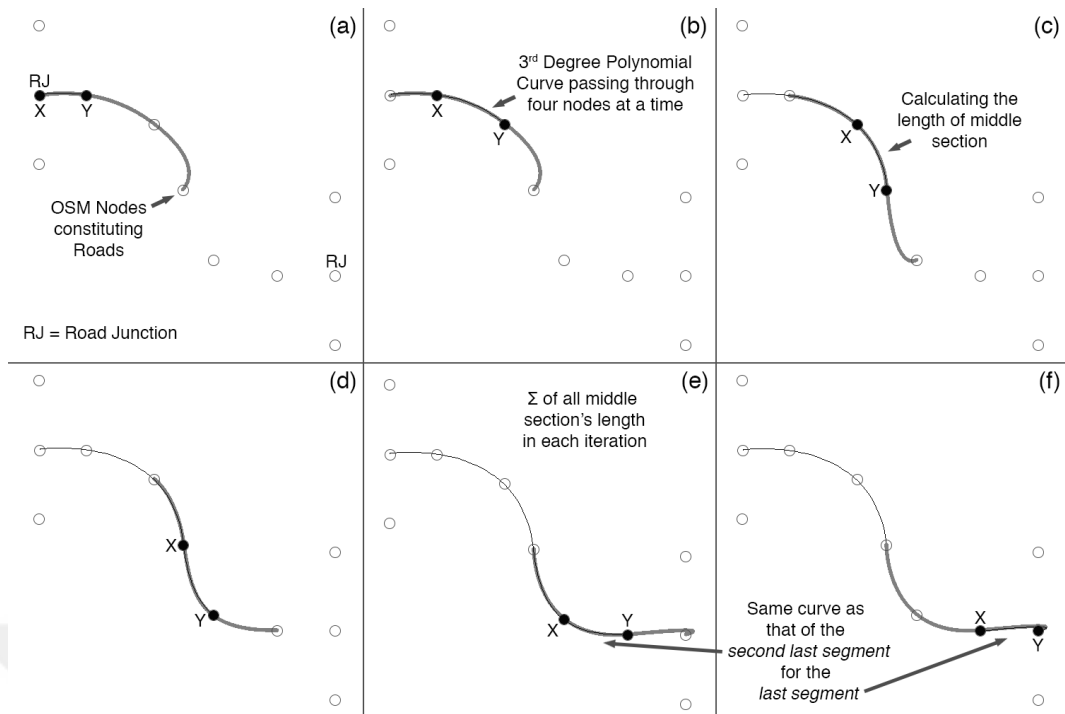 (a)
RJ
X Y
OSM Nodes
constituting
Roads
RJ
RJ = Road Junction
(b)
3rd Degree Polynomial
Curve passing through
four nodes at a time
X
Y
(c)
Calculating the
length of middle
section
X
Y
(d)
X
Y
(e)
Σ of all middle
section's length
in each iteration
X
Y
(f)
Same curve as
that of the
second last segment
for the
last segment
X
Y